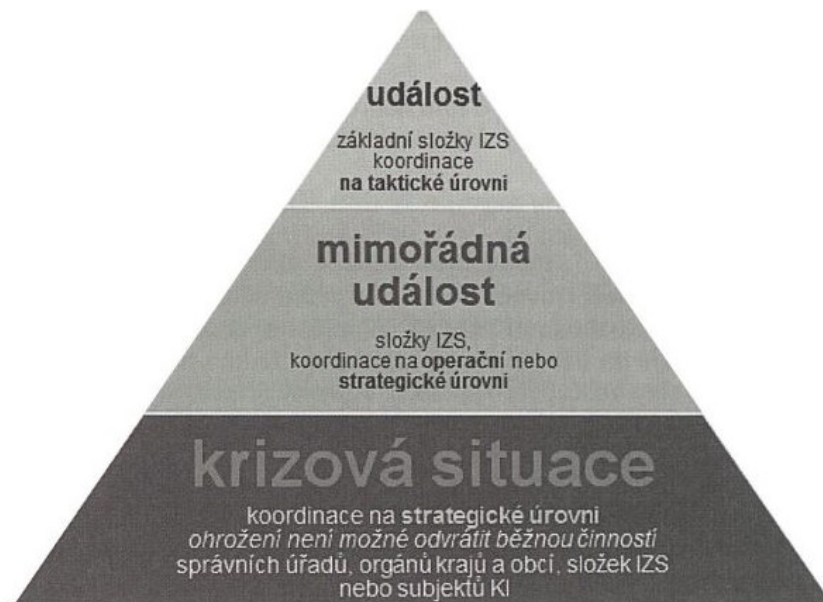 událost
základní složky IZS
koordinace
na taktické úrovni
mimořádná
událost
složky IZS,
koordinace na operační nebo
strategické úrovni
krizová situace
koordinace na strategické úrovni
ohrožení není možné odvrátit běžnou činností
správních úřadů, orgánů krajů a obcí, složek IZS
nebo subjektů KI